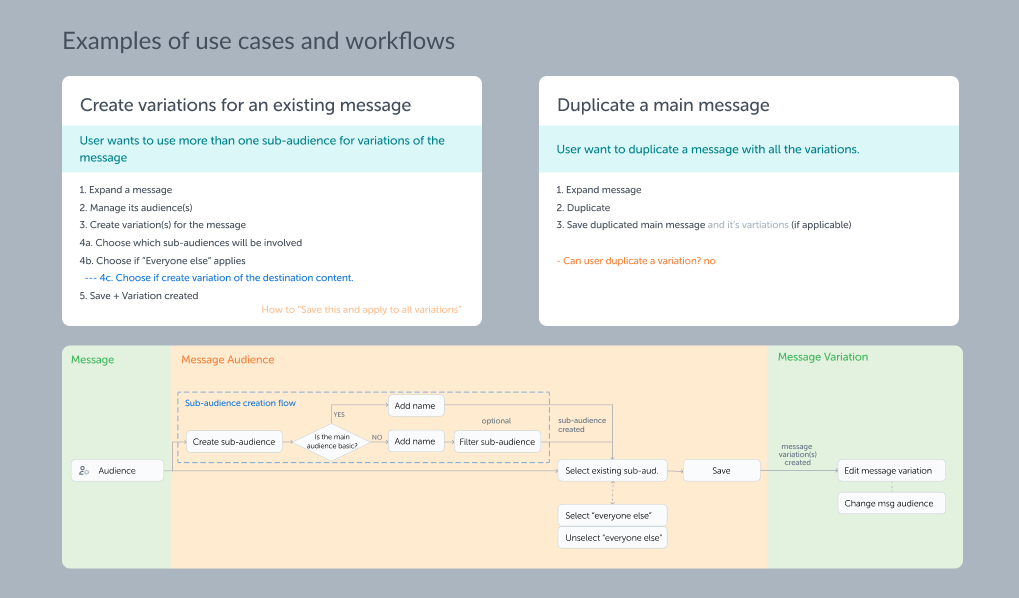 Examples of use cases and workflows
Create variations for an existing message
User wants to use more than one sub-audience for variations of the
message
1. Expand a message
2. Manage its audience(s)
3. Create variation(s) for the message
4a. Choose which sub-audiences will be involved
4b. Choose if “Everyone else” applies
--- 4c. Choose if create variation of the destination content.
5. Save + Variation created
How to “Save this and apply to all variations”
Duplicate a main message
User want to duplicate a message with all the variations.
1. Expand message
2. Duplicate
3. Save duplicated main message and it’s vartiations (if applicable)
- Can user duplicate a variation? no
Message
Message Audience
Message Variation
Sub-audience creation flow
YES
Add name
Create sub-audience
Is the main
audience basic?
NO
Add name
optional
Filter sub-audience
sub-audience
created
Audience
Select existing sub-aud.
Save
message
variation(s)
created
Edit message variation
Change msg audience
Select “everyone else”
Unselect “everyone else”